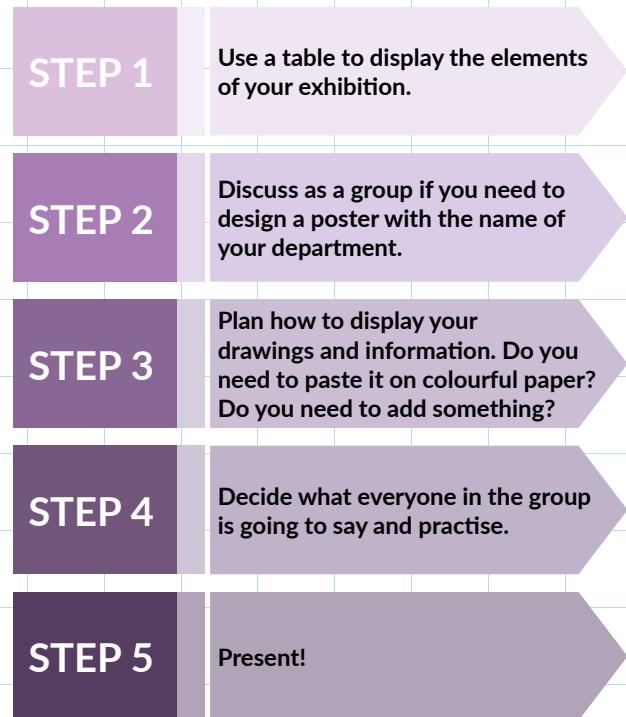 STEP 1
Use a table to display the elements
of your exhibition.
STEP 2
Discuss as a group if you need to
design a poster with the name of
your department.
STEP 3
Plan how to display your
drawings and information. Do you
need to paste it on colourful paper?
Do you need to add something?
STEP 4
Decide what everyone in the group
is going to say and practise.
STEP 5
Present!